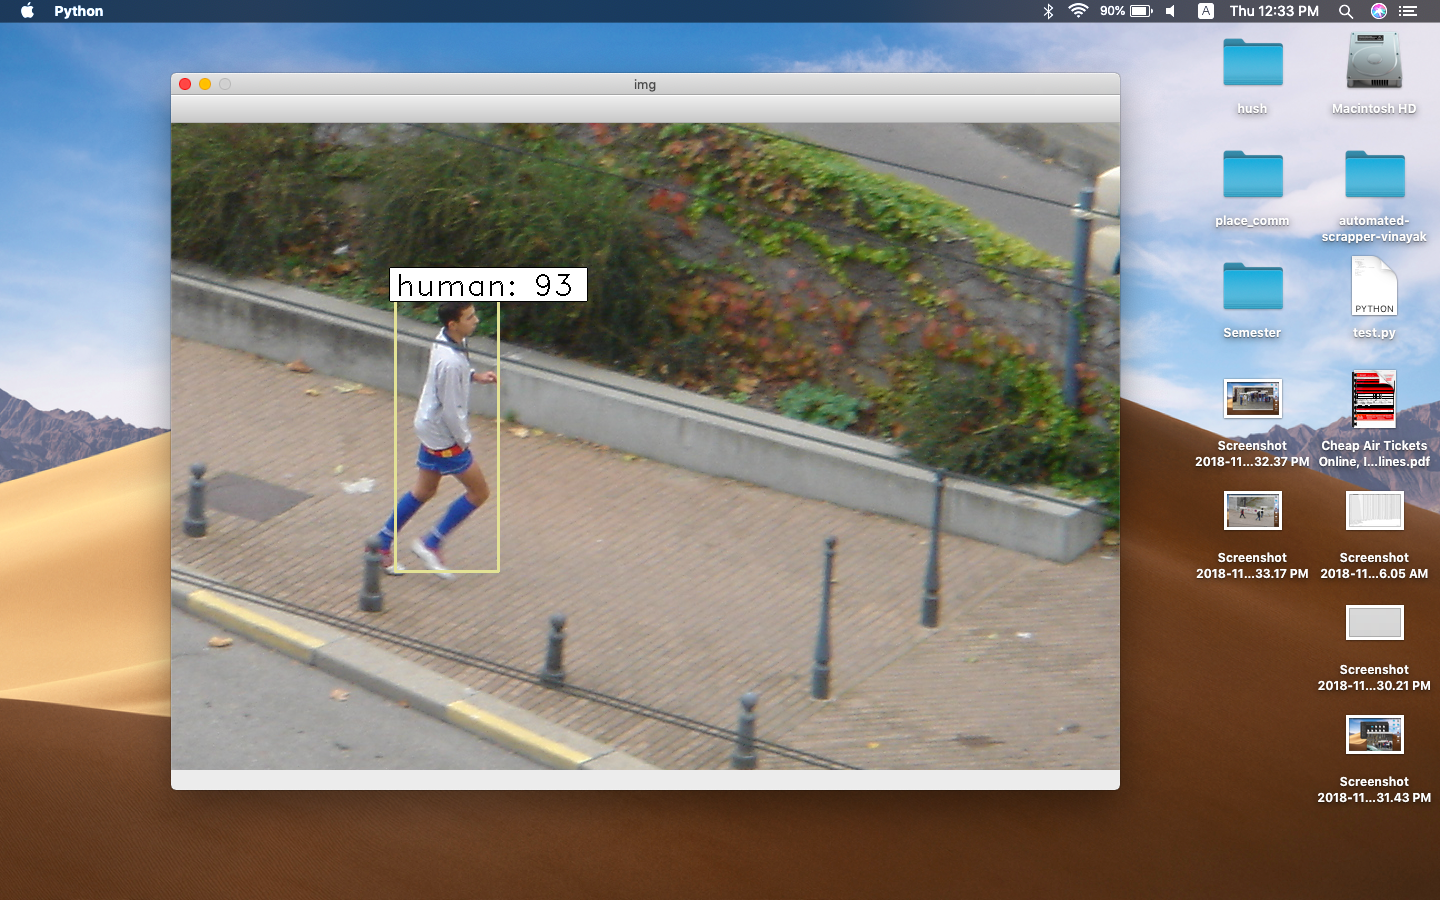 Python
90%
A
Thu 12:33 PM
img
human: 93
hush
Macintosh HD
place_comm
automated-
scrapper-vinayak
Semester
PYTHON
test.py
Screenshot
2018-11...32.37 PM
Cheap Air Tickets
Online, I...lines.pdf
Screenshot
2018-11...33.17 PM
Screenshot
2018-11...6.05 AM
Screenshot
2018-11...30.21 PM
Screenshot
2018-11...31.43 PM